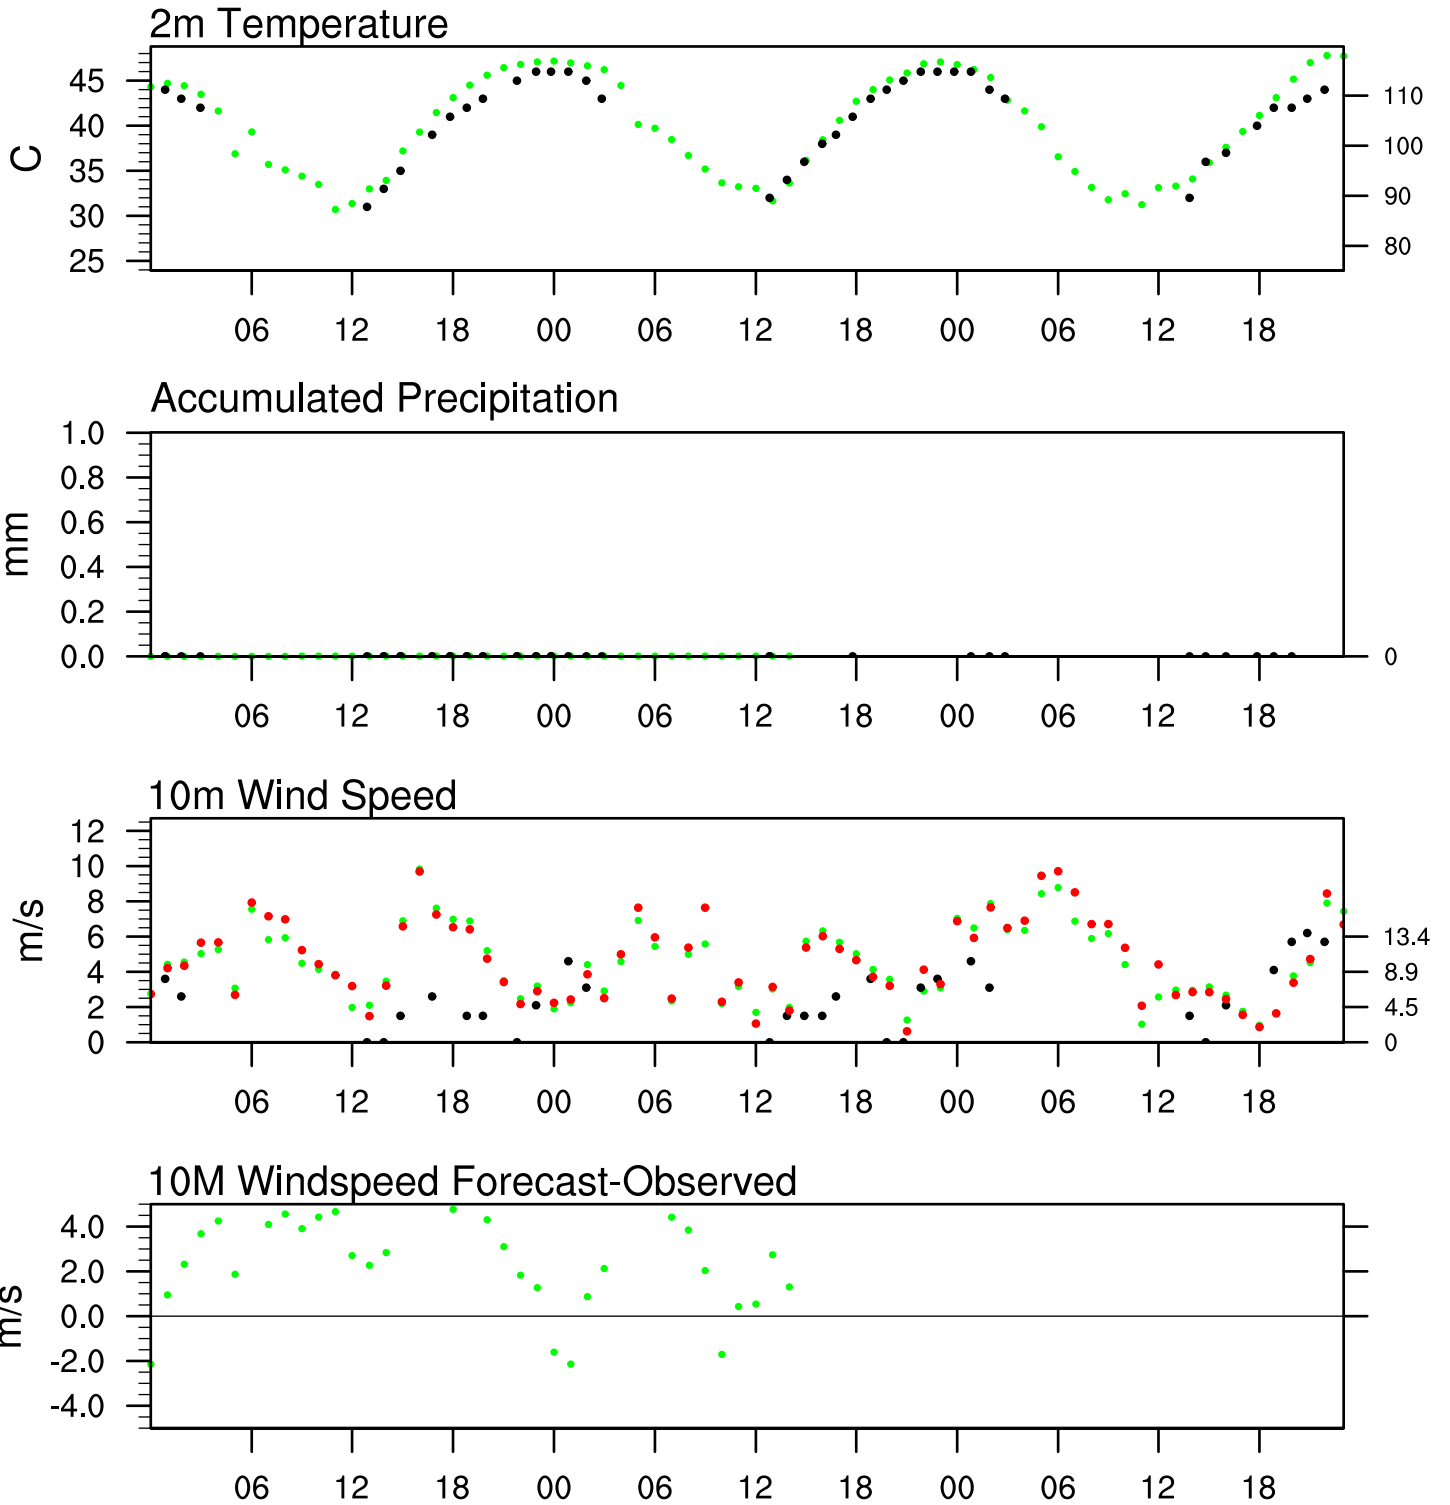 2m Temperature
45
40
35
30
25
C
110
100
90
80
06 12 18 00 06 12 18 00 06 12 18
Accumulated Precipitation
1.0
0.8
0.6
0.4
0.2
0.0
mm
0
06 12 18 00 06 12 18 00 06 12 18
10m Wind Speed
12
10
8
6
4
2
0
m/s
13.4
8.9
4.5
0
06 12 18 00 06 12 18 00 06 12 18
10M Windspeed Forecast-Observed
4.0
2.0
0.0
-2.0
-4.0
m/s
06 12 18 00 06 12 18 00 06 12 18